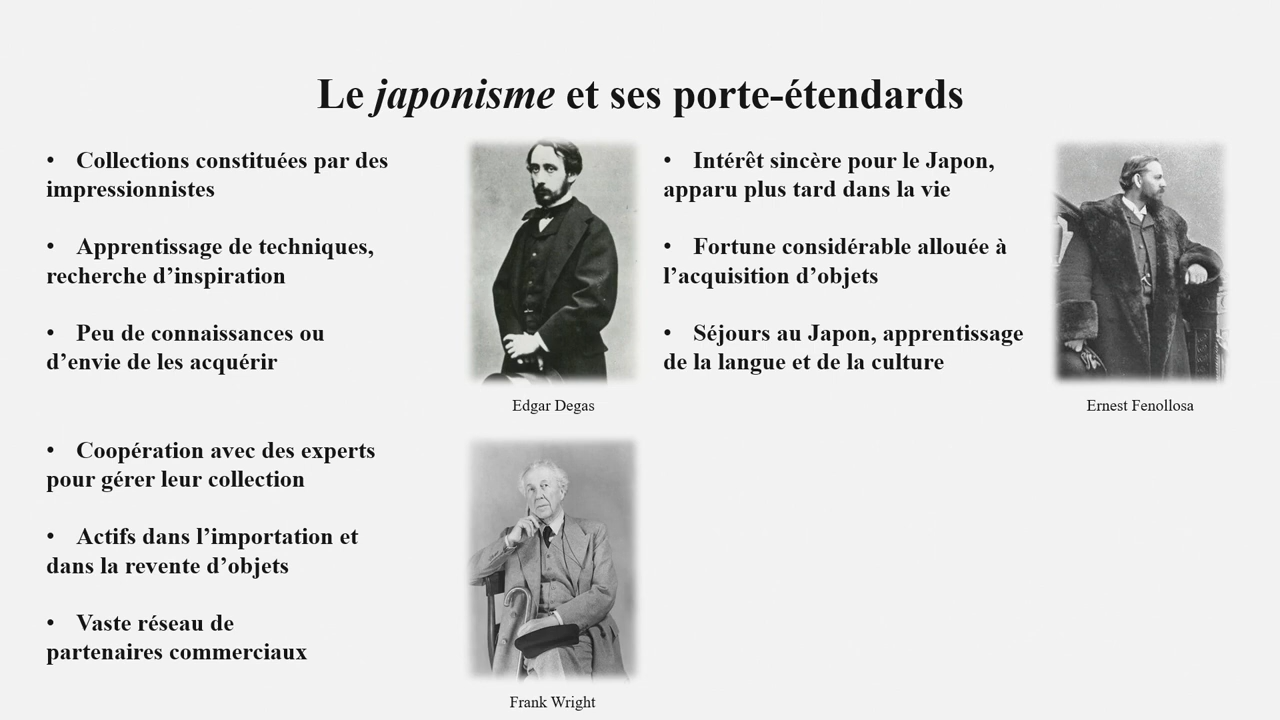 Le japonisme et ses porte-étendards
• Collections constituées par des
impressionnistes
• Apprentissage de techniques,
recherche d’inspiration
• Peu de connaissances ou
d’envie de les acquérir
Edgar Degas
• Intérêt sincère pour le Japon,
apparu plus tard dans la vie
• Fortune considérable allouée à
l’acquisition d’objets
• Séjours au Japon, apprentissage
de la langue et de la culture
Ernest Fenollosa
• Coopération avec des experts
pour gérer leur collection
• Actifs dans l’importation et
dans la revente d’objets
• Vaste réseau de
partenaires commerciaux
Frank Wright